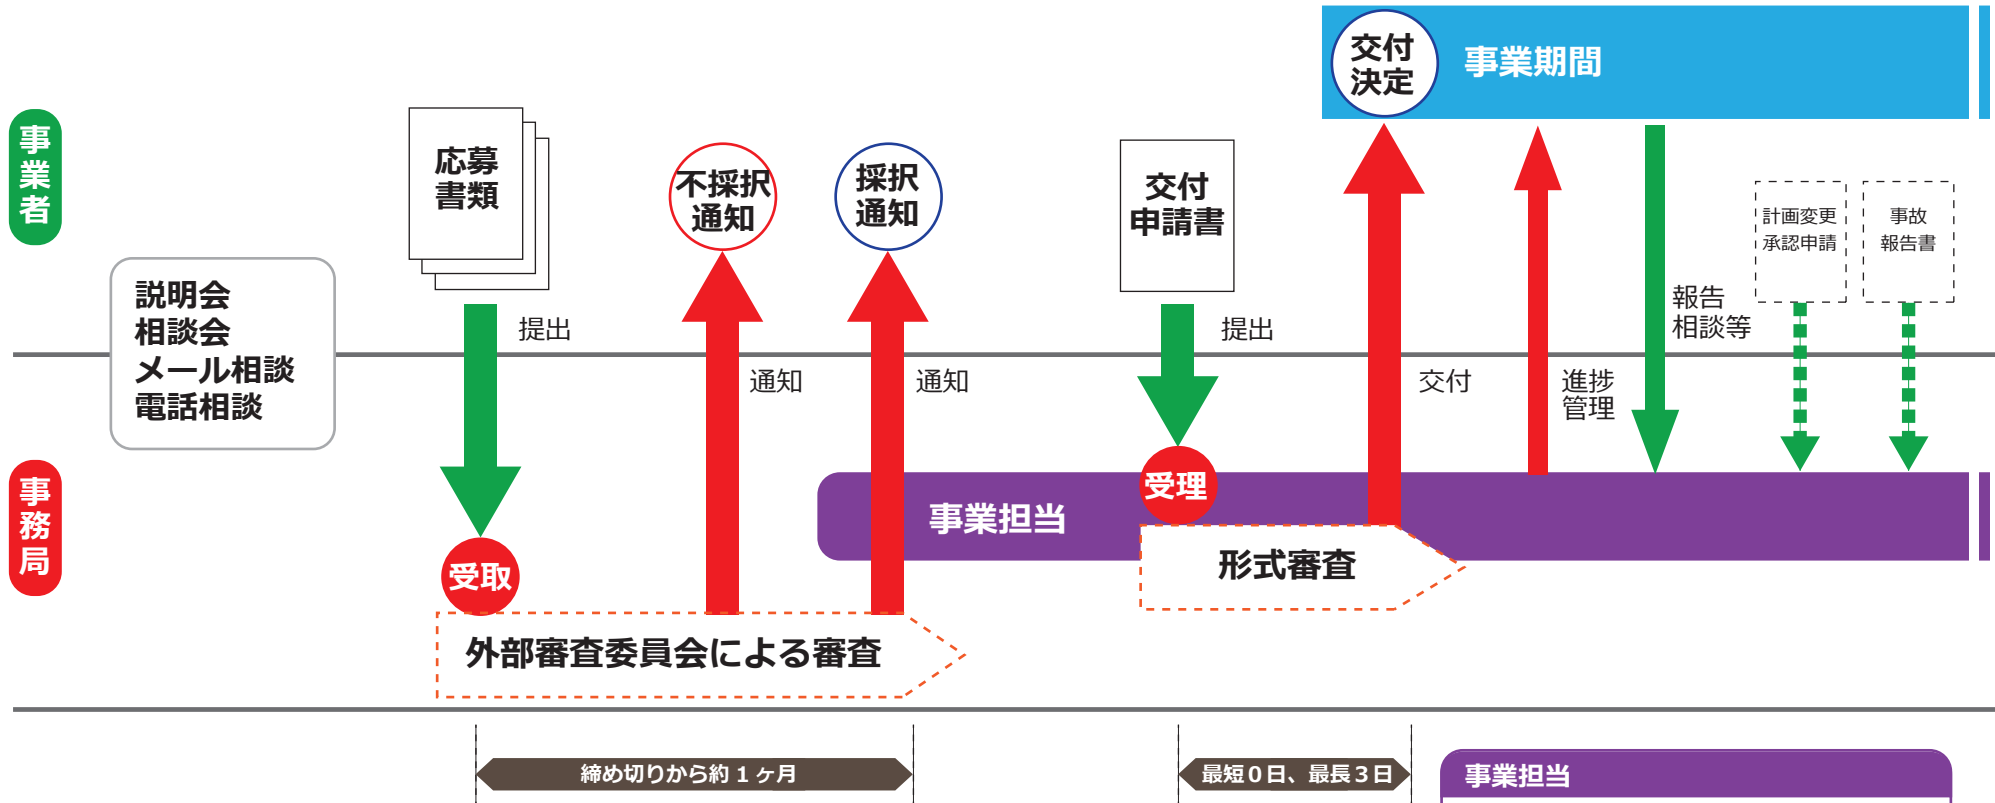 交付
決定
事業期間
事業者
応募
書類
不採択
通知
採択
通知
交付
申請書
計画変更
承認申請
事故
報告書
説明会
相談会
メール相談
電話相談
提出
提出
報告
相談等
通知
通知
交付
進捗
管理
事務局
受理
事業担当
受取
形式審査
外部審査委員会による審査
締め切りから約1ヶ月
最短0日、最長3日
事業担当